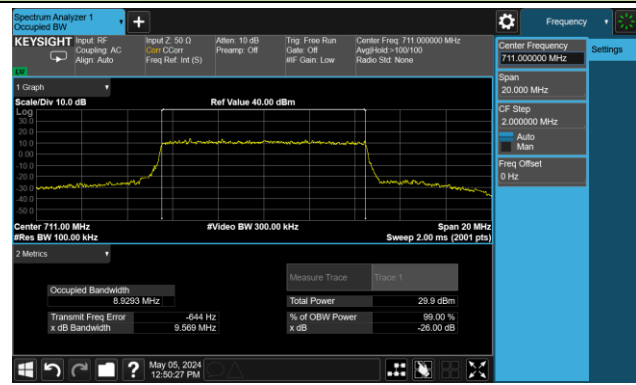 Spectrum Analyzer 1
Occupied BW
+
Frequency
KEYSIGHT
Input: RF
Coupling: AC
Align: Auto
Input Z: 50 Ω
Corr CCorr
Freq Ref: Int (S)
Atten: 10 dB
Preamp: Off
Trig: Free Run
Gate: Off
#IF Gain: Low
Center Freq: 711.000000 MHz
Avg|Hold:>100/100
Radio Std: None
LW
Center Frequency
711.000000 MHz
Settings
Span
20.000 MHz
CF Step
2.000000 MHz
Auto
Man
Freq Offset
0 Hz
1 Graph
Scale/Div 10.0 dB
Ref Value 40.00 dBm
Log
30.0
20.0
10.0
0.00
-10.0
-20.0
-30.0
-40.0
-50.0
Center 711.00 MHz
#Video BW 300.00 kHz
Span 20 MHz
#Res BW 100.00 kHz
Sweep 2.00 ms (2001 pts)
2 Metrics
Measure Trace
Trace 1
Occupied Bandwidth
8.9293 MHz
Total Power
29.9 dBm
Transmit Freq Error
-644 Hz
% of OBW Power
99.00 %
x dB Bandwidth
9.569 MHz
x dB
-26.00 dB
?
May 05, 2024
12:50:27 PM